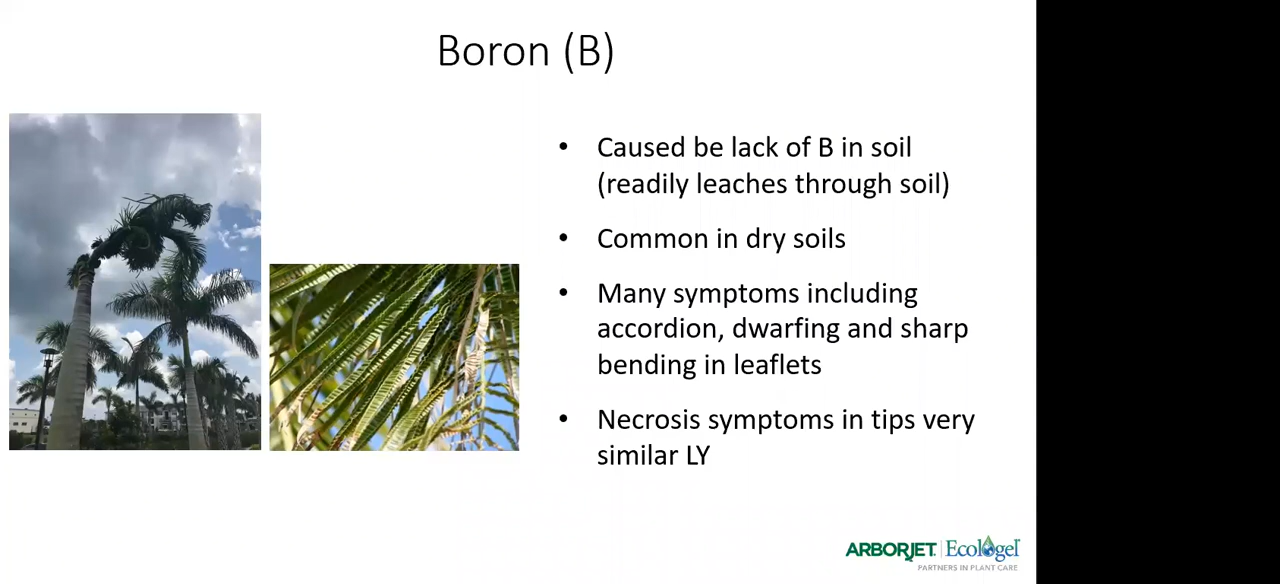 Boron (B)
• Caused be lack of B in soil
(readily leaches through soil)
• Common in dry soils
• Many symptoms including
accordion, dwarfing and sharp
bending in leaflets
• Necrosis symptoms in tips very
similar LY
ARBORJET | Ecologel
PARTNERS IN PLANT CARE